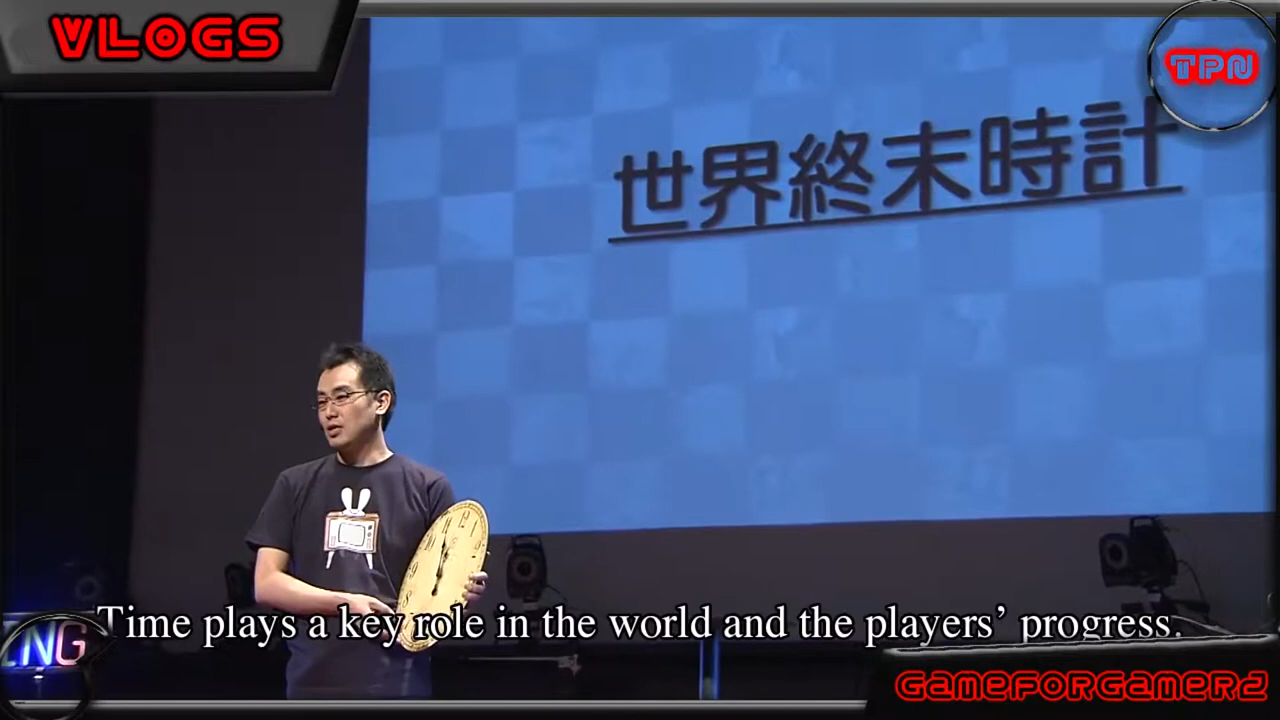 VLOGS
TPN
世界終末時計
Time plays a key role in the world and the players' progress.
ING
GAMEFORGAMERZ